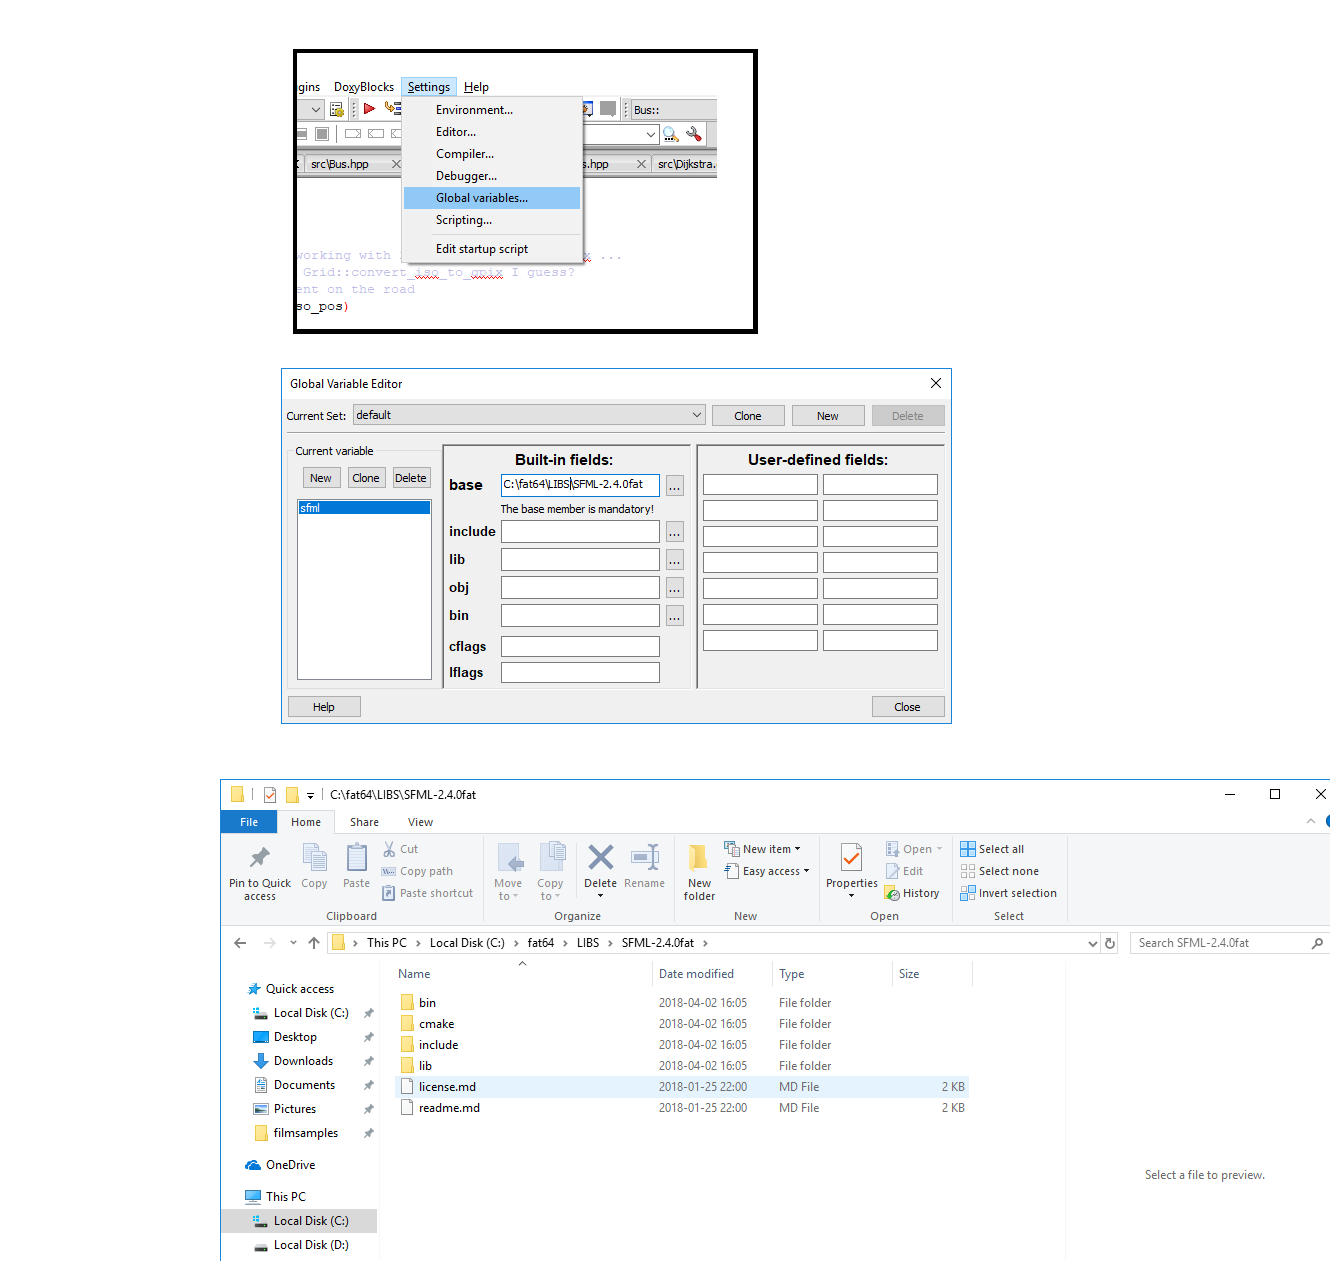 gins DoxyBlocks Settings Help
Environment...
Bus::
Editor...
Compiler...
src\Bus.hpp s.hpp src\Dijkstra.
Debugger...
Global variables...
Scripting...
Edit startup script
working with ...
Grid::convert_iso_to_gpix I guess?
ent on the road
so_pos)
Global Variable Editor
Current Set: default Clone New Delete
Current variable
New Clone Delete
sfml
Built-in fields:
base C:\fat64\LIBS\SFML-2.4.0fat ...
The base member is mandatory!
include ...
lib ...
obj ...
bin ...
cflags
lflags
User-defined fields:
Help Close
C:\fat64\LIBS\SFML-2.4.0fat
File Home Share View
Pin to Quick access
Copy
Paste
Cut
Copy path
Paste shortcut
Clipboard
Move to
Copy to
Delete
Rename
Organize
New folder
New item
Easy access
New
Properties
Open
Edit
History
Open
Select all
Select none
Invert selection
Select
This PC Local Disk (C:) fat64 LIBS SFML-2.4.0fat Search SFML-2.4.0fat
Quick access
Local Disk (C:)
Desktop
Downloads
Documents
Pictures
filmsamples
OneDrive
This PC
Local Disk (C:)
Local Disk (D:)
Name Date modified Type Size
bin 2018-04-02 16:05 File folder
cmake 2018-04-02 16:05 File folder
include 2018-04-02 16:05 File folder
lib 2018-04-02 16:05 File folder
license.md 2018-01-25 22:00 MD File 2 KB
readme.md 2018-01-25 22:00 MD File 2 KB
Select a file to preview.